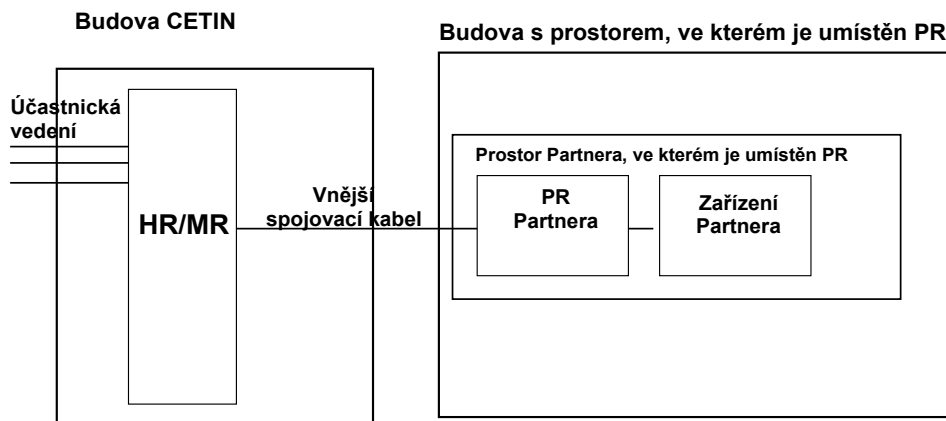 Budova CETIN
Budova s prostorem, ve kterém je umístěn PR
Účastnická
vedení
HR/MR
Vnější
spojovací kabel
Prostor Partnera, ve kterém je umístěn PR
PR
Partnera
Zařízení
Partnera